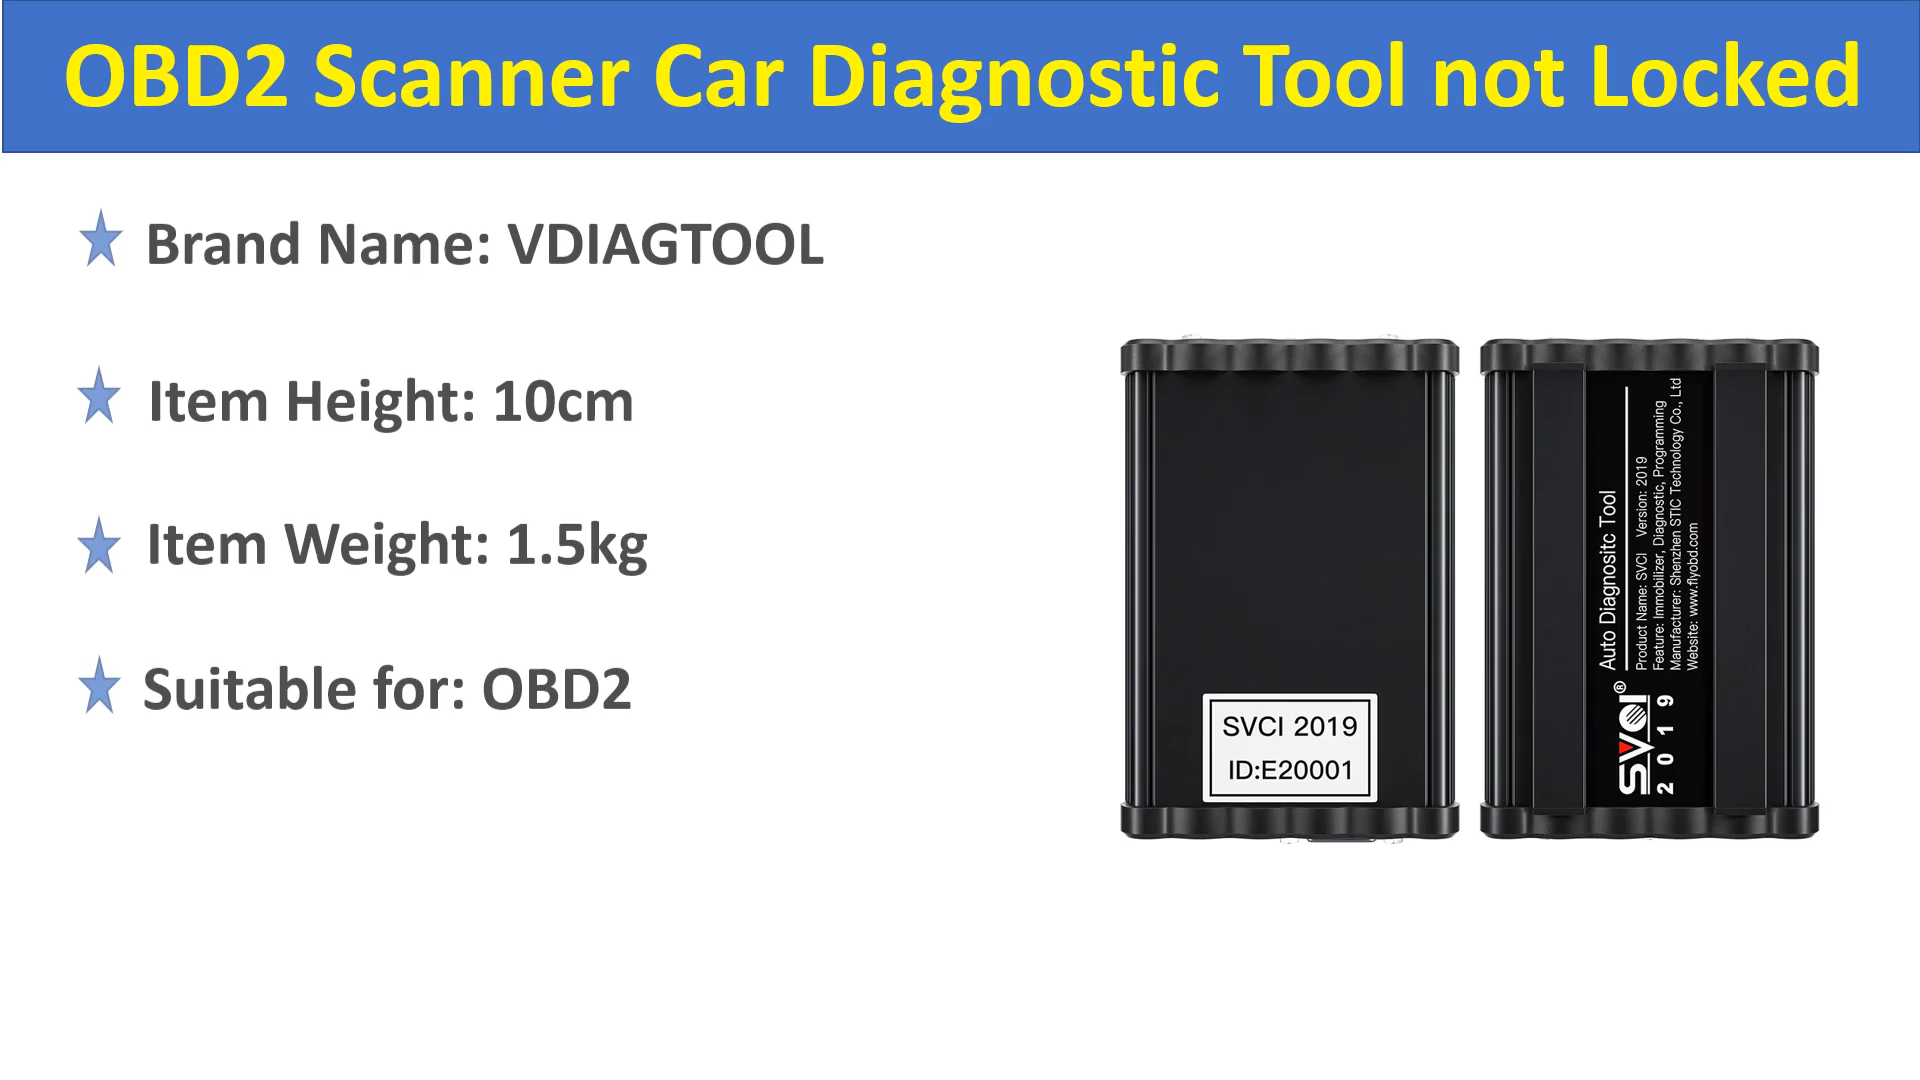 OBD2 Scanner Car Diagnostic Tool not Locked
Brand Name: VDIAGTOOL
Item Height: 10cm
Item Weight: 1.5kg
Suitable for: OBD2
SVCI 2019
ID:E20001
SVCI®
2019
Auto Diagnositc Tool
Product Name: SVCI Version: 2019
Feature: Immobilizer, Diagnostic, Programming
Manufacturer: Shenzhen STIC Technology Co., Ltd
Website: www.flyobd.com